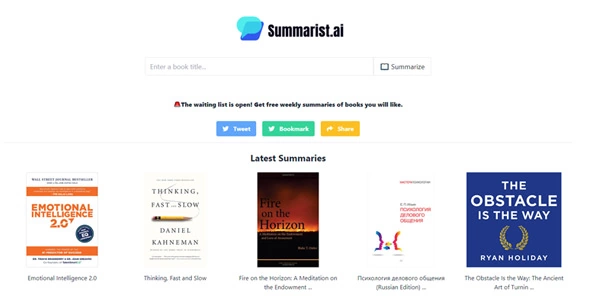 Summarist.ai
Enter a book title...
Summarize
🚨The waiting list is open! Get free weekly summaries of books you will like.
Tweet
Bookmark
Share
Latest Summaries
WALL STREET JOURNAL BESTSELLER
EMOTIONAL
INTELLIGENCE
2.0
THINKING,
FAST AND SLOW
DANIEL
KAHNEMAN
Fire on
the Horizon
ПСИХОЛОГИЯ
ДЕЛОВОГО
ОБЩЕНИЯ
THE
OBSTACLE
IS THE WAY
RYAN HOLIDAY
Emotional Intelligence 2.0
Thinking, Fast and Slow
Fire on the Horizon: A Meditation on
the Endowment ...
Психология делового общения
(Russian Edition) ...
The Obstacle Is the Way: The Ancient
Art of Turnin ...